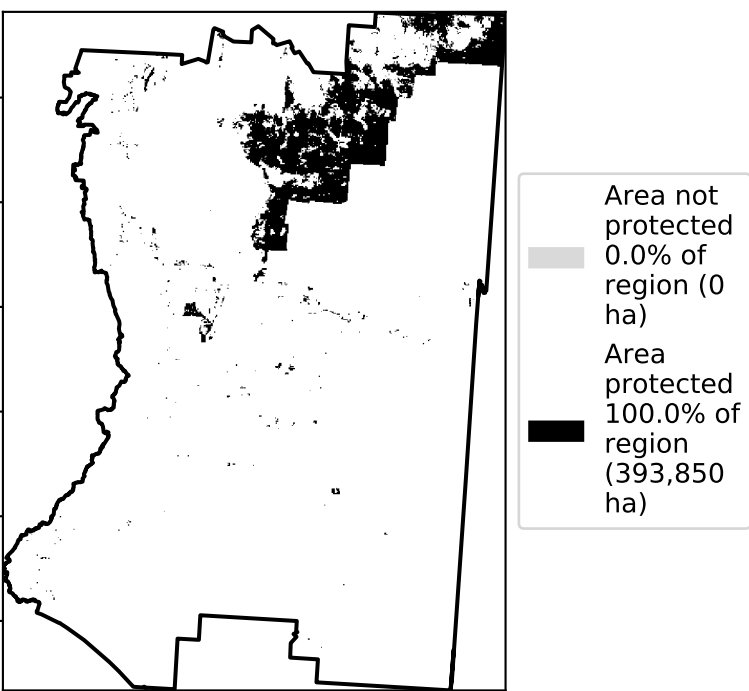 Area not
protected
0.0% of
region (0
ha)
Area
protected
100.0% of
region
(393,850
ha)